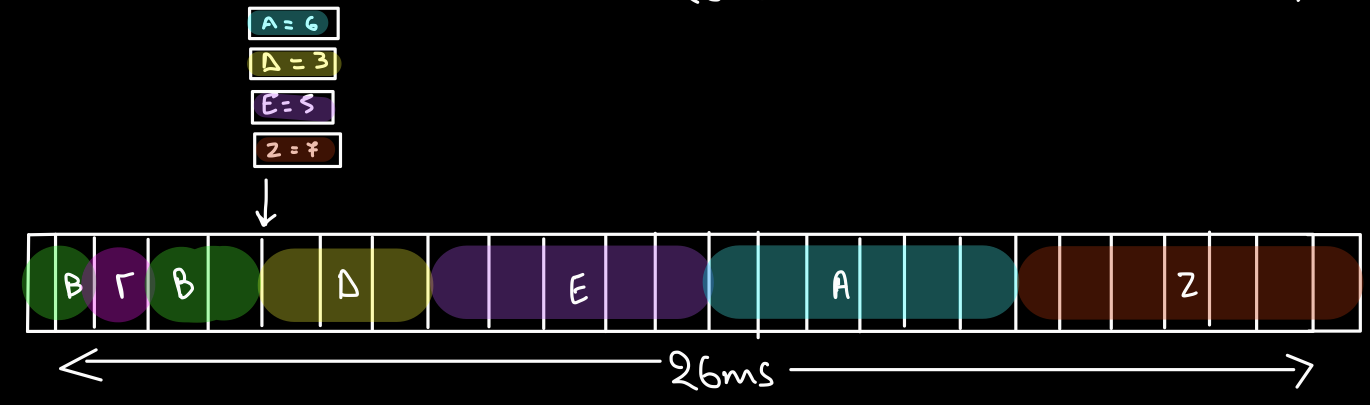 Α = 6
Δ = 3
Ε = 5
Ζ = 7
Β Γ Β Δ Ε Α Ζ
26ms